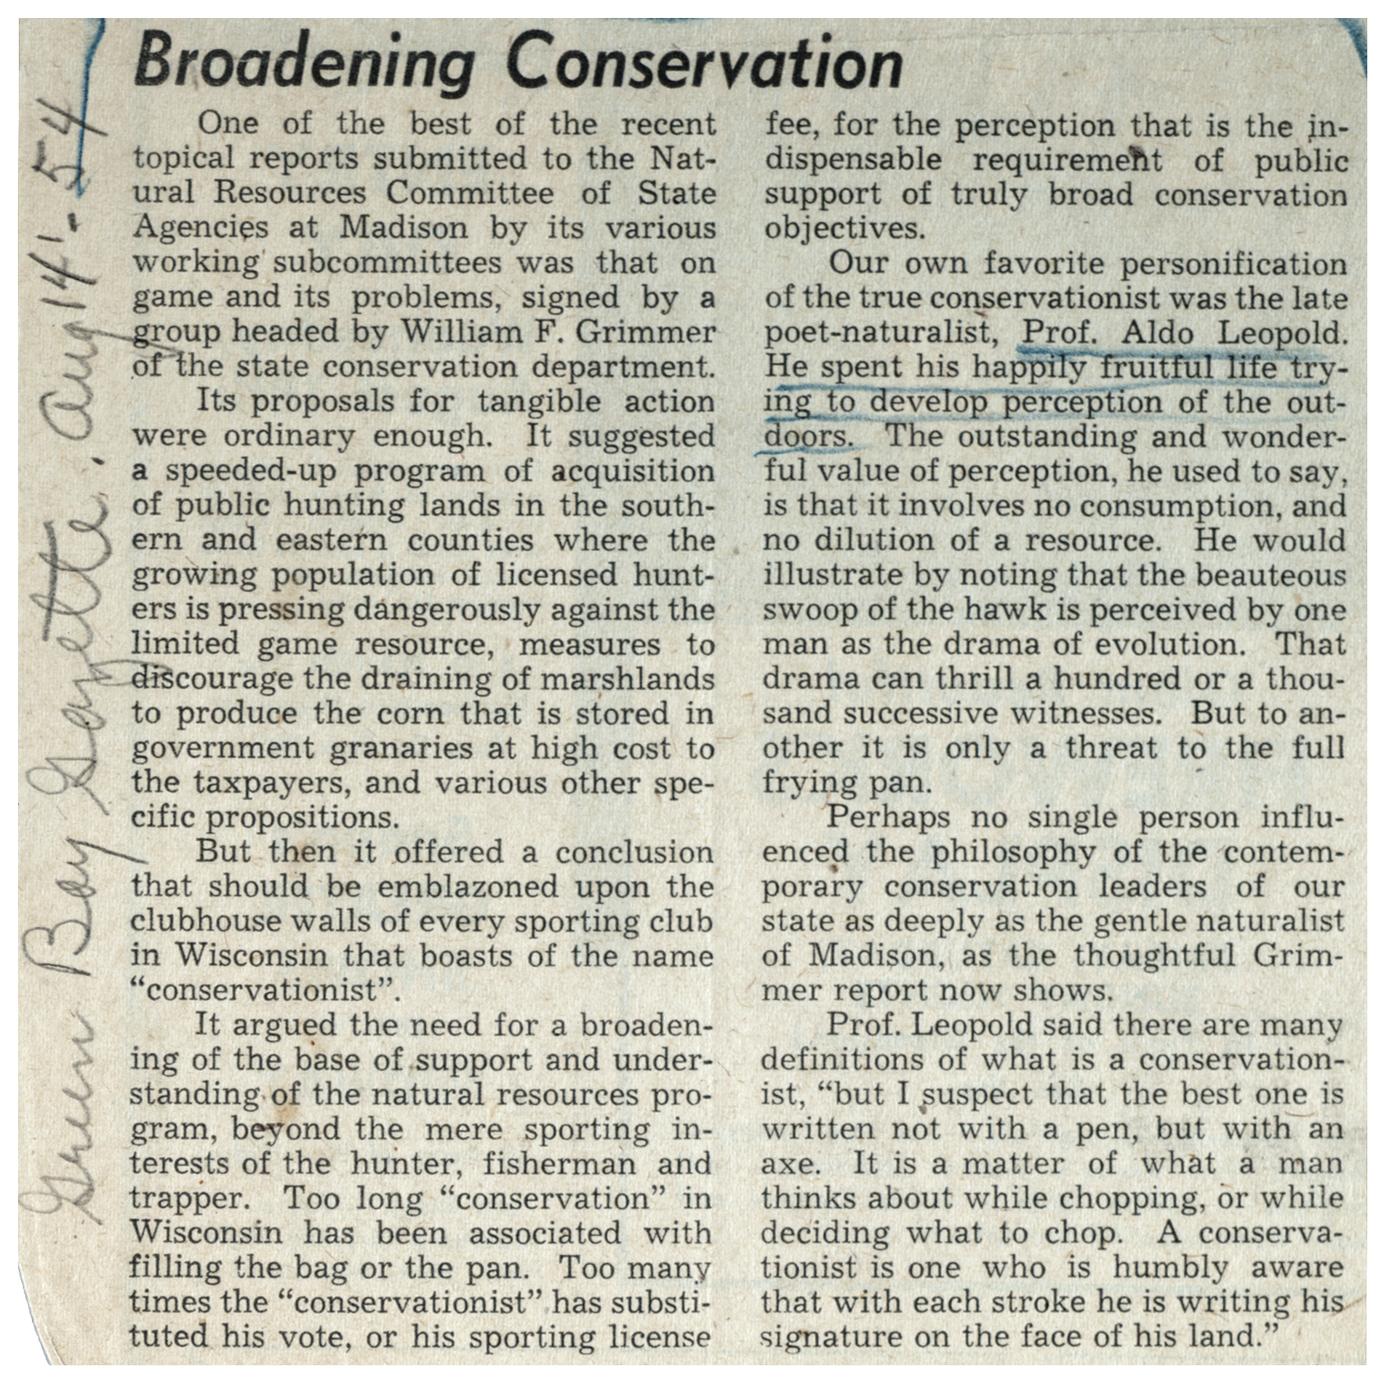 Broadening Conservation
One of the best of the recent
topical reports submitted to the Nat-
ural Resources Committee of State
Agencies at Madison by its various
working subcommittees was that on
game and its problems, signed by a
group headed by William F. Grimmer
of the state conservation department.
Its proposals for tangible action
were ordinary enough. It suggested
a speeded-up program of acquisition
of public hunting lands in the south-
ern and eastern counties where the
growing population of licensed hunt-
ers is pressing dangerously against the
limited game resource, measures to
discourage the draining of marshlands
to produce the corn that is stored in
government granaries at high cost to
the taxpayers, and various other spe-
cific propositions.
But then it offered a conclusion
that should be emblazoned upon the
clubhouse walls of every sporting club
in Wisconsin that boasts of the name
“conservationist”.
It argued the need for a broaden-
ing of the base of support and under-
standing of the natural resources pro-
gram, beyond the mere sporting in-
terests of the hunter, fisherman and
trapper. Too long “conservation” in
Wisconsin has been associated with
filling the bag or the pan. Too many
times the “conservationist” has substi-
tuted his vote, or his sporting license
fee, for the perception that is the in-
dispensable requirement of public
support of truly broad conservation
objectives.
Our own favorite personification
of the true conservationist was the late
poet-naturalist, Prof. Aldo Leopold.
He spent his happily fruitful life try-
ing to develop perception of the out-
doors. The outstanding and wonder-
ful value of perception, he used to say,
is that it involves no consumption, and
no dilution of a resource. He would
illustrate by noting that the beauteous
swoop of the hawk is perceived by one
man as the drama of evolution. That
drama can thrill a hundred or a thou-
sand successive witnesses. But to an-
other it is only a threat to the full
frying pan.
Perhaps no single person influ-
enced the philosophy of the contem-
porary conservation leaders of our
state as deeply as the gentle naturalist
of Madison, as the thoughtful Grim-
mer report now shows.
Prof. Leopold said there are many
definitions of what is a conservation-
ist, “but I suspect that the best one is
written not with a pen, but with an
axe. It is a matter of what a man
thinks about while chopping, or while
deciding what to chop. A conserva-
tionist is one who is humbly aware
that with each stroke he is writing his
signature on the face of his land.”
Green Bay Gazette. Aug 14'-54